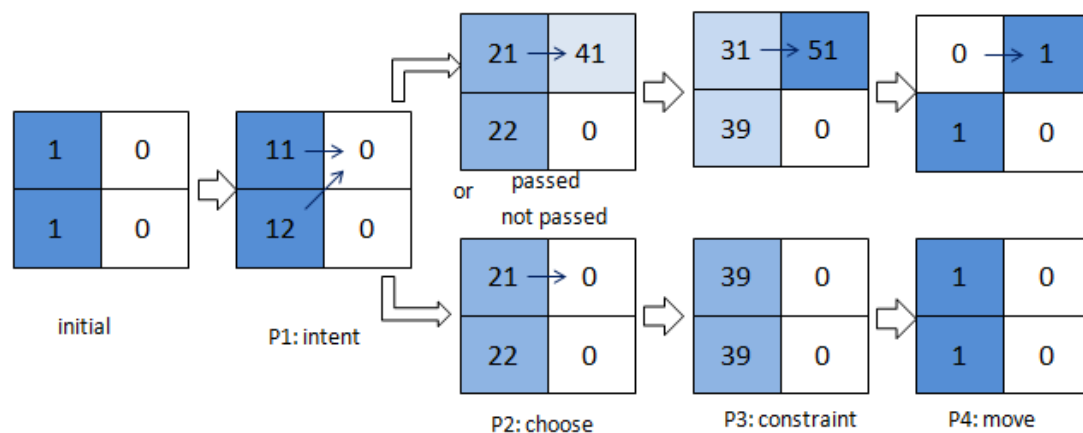 1 0
1 0
initial
11 0
12 0
P1: intent
or
21 41
22 0
passed
not passed
21 0
22 0
P2: choose
31 51
39 0
39 0
39 0
P3: constraint
0 1
1 0
1 0
1 0
P4: move